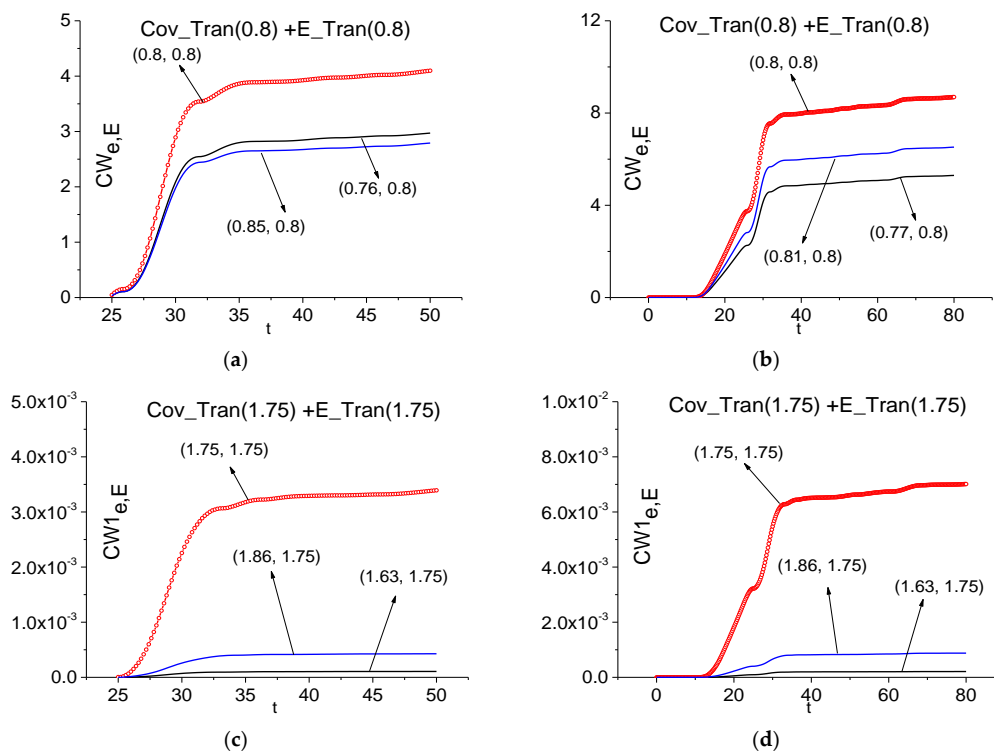 Cov_Tran(0.8) +E_Tran(0.8)
(0.8, 0.8)
CW e,E
5
4
3
2
1
0
(0.76, 0.8)
(0.85, 0.8)
25 30 35 40 45 50
t
(a)
Cov_Tran(0.8) +E_Tran(0.8)
(0.8, 0.8)
CW e,E
12
8
4
0
(0.77, 0.8)
(0.81, 0.8)
0 20 40 60 80
t
(b)
Cov_Tran(1.75) +E_Tran(1.75)
(1.75, 1.75)
CW1 e,E
5.0x10-3
4.0x10-3
3.0x10-3
2.0x10-3
1.0x10-3
0.0
(1.86, 1.75)
(1.63, 1.75)
25 30 35 40 45 50
t
(c)
Cov_Tran(1.75) +E_Tran(1.75)
(1.75, 1.75)
CW1 e,E
1.0x10-2
8.0x10-3
6.0x10-3
4.0x10-3
2.0x10-3
0.0
(1.86, 1.75)
(1.63, 1.75)
0 20 40 60 80
t
(d)